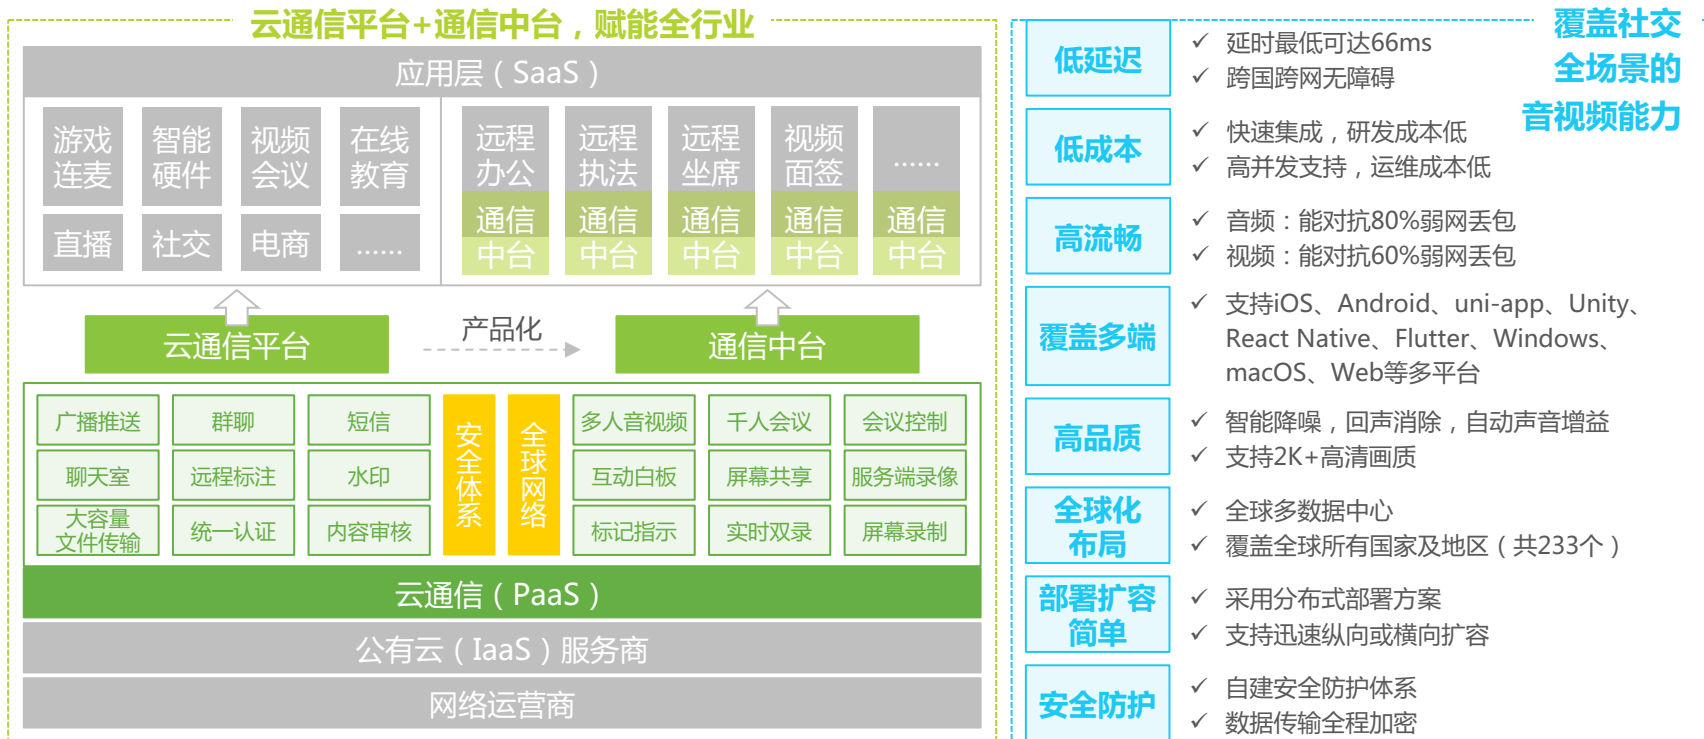 云通信平台+通信中台，赋能全行业
应用层（SaaS）
游戏
连麦
智能
硬件
视频
会议
在线
教育
直播
社交
电商
……
远程
办公
通信
中台
远程
执法
通信
中台
远程
坐席
通信
中台
视频
面签
通信
中台
……
通信
中台
云通信平台
产品化
通信中台
广播推送
群聊
短信
聊天室
远程标注
水印
大容量
文件传输
统一认证
内容审核
安全体系
全球网络
多人音视频
千人会议
会议控制
互动白板
屏幕共享
服务端录像
标记指示
实时双录
屏幕录制
云通信（PaaS）
公有云（IaaS）服务商
网络运营商
覆盖社交
全场景的
音视频能力
低延迟
✓ 延时最低可达66ms
✓ 跨国跨网无障碍
低成本
✓ 快速集成，研发成本低
✓ 高并发支持，运维成本低
高流畅
✓ 音频：能对抗80%弱网丢包
✓ 视频：能对抗60%弱网丢包
覆盖多端
✓ 支持iOS、Android、uni-app、Unity、
React Native、Flutter、Windows、
macOS、Web等多平台
高品质
✓ 智能降噪，回声消除，自动声音增益
✓ 支持2K+高清画质
全球化
布局
✓ 全球多数据中心
✓ 覆盖全球所有国家及地区（共233个）
部署扩容
简单
✓ 采用分布式部署方案
✓ 支持迅速纵向或横向扩容
安全防护
✓ 自建安全防护体系
✓ 数据传输全程加密